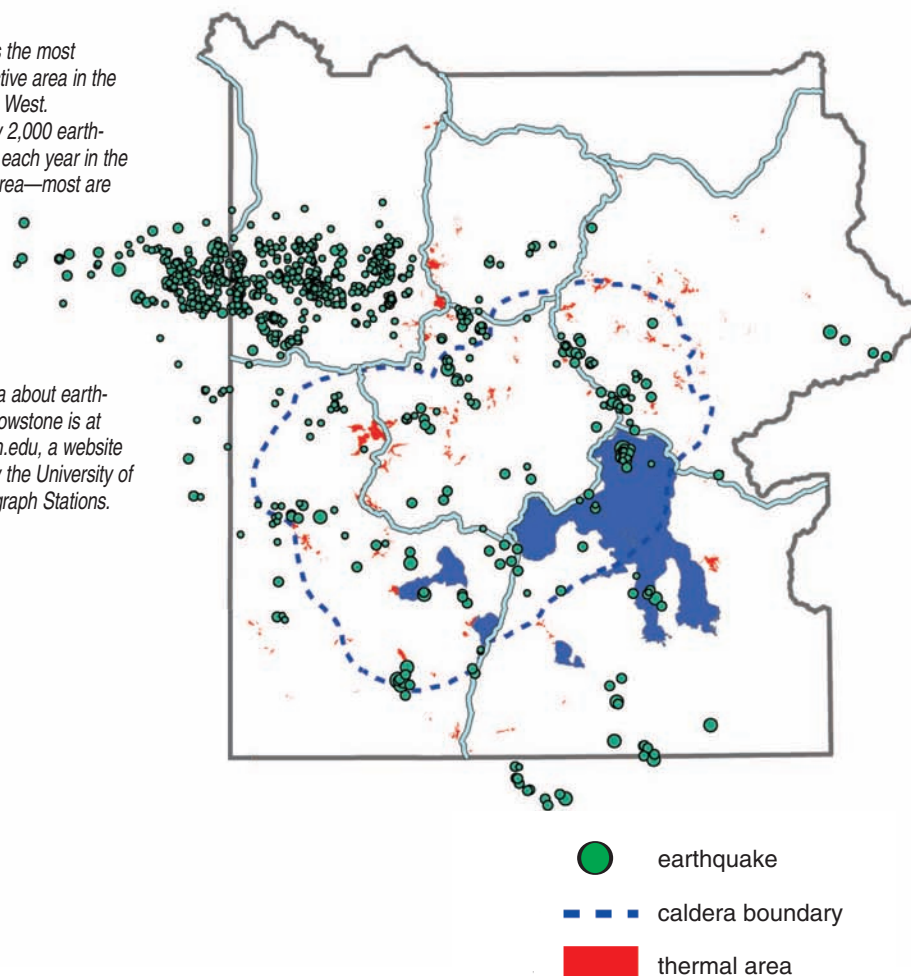 s the most
ctive area in the
West.
y 2,000 earth-
each year in the
rea—most are
a about earth-
owstone is at
n.edu, a website
y the University of
graph Stations.
earthquake
caldera boundary
thermal area